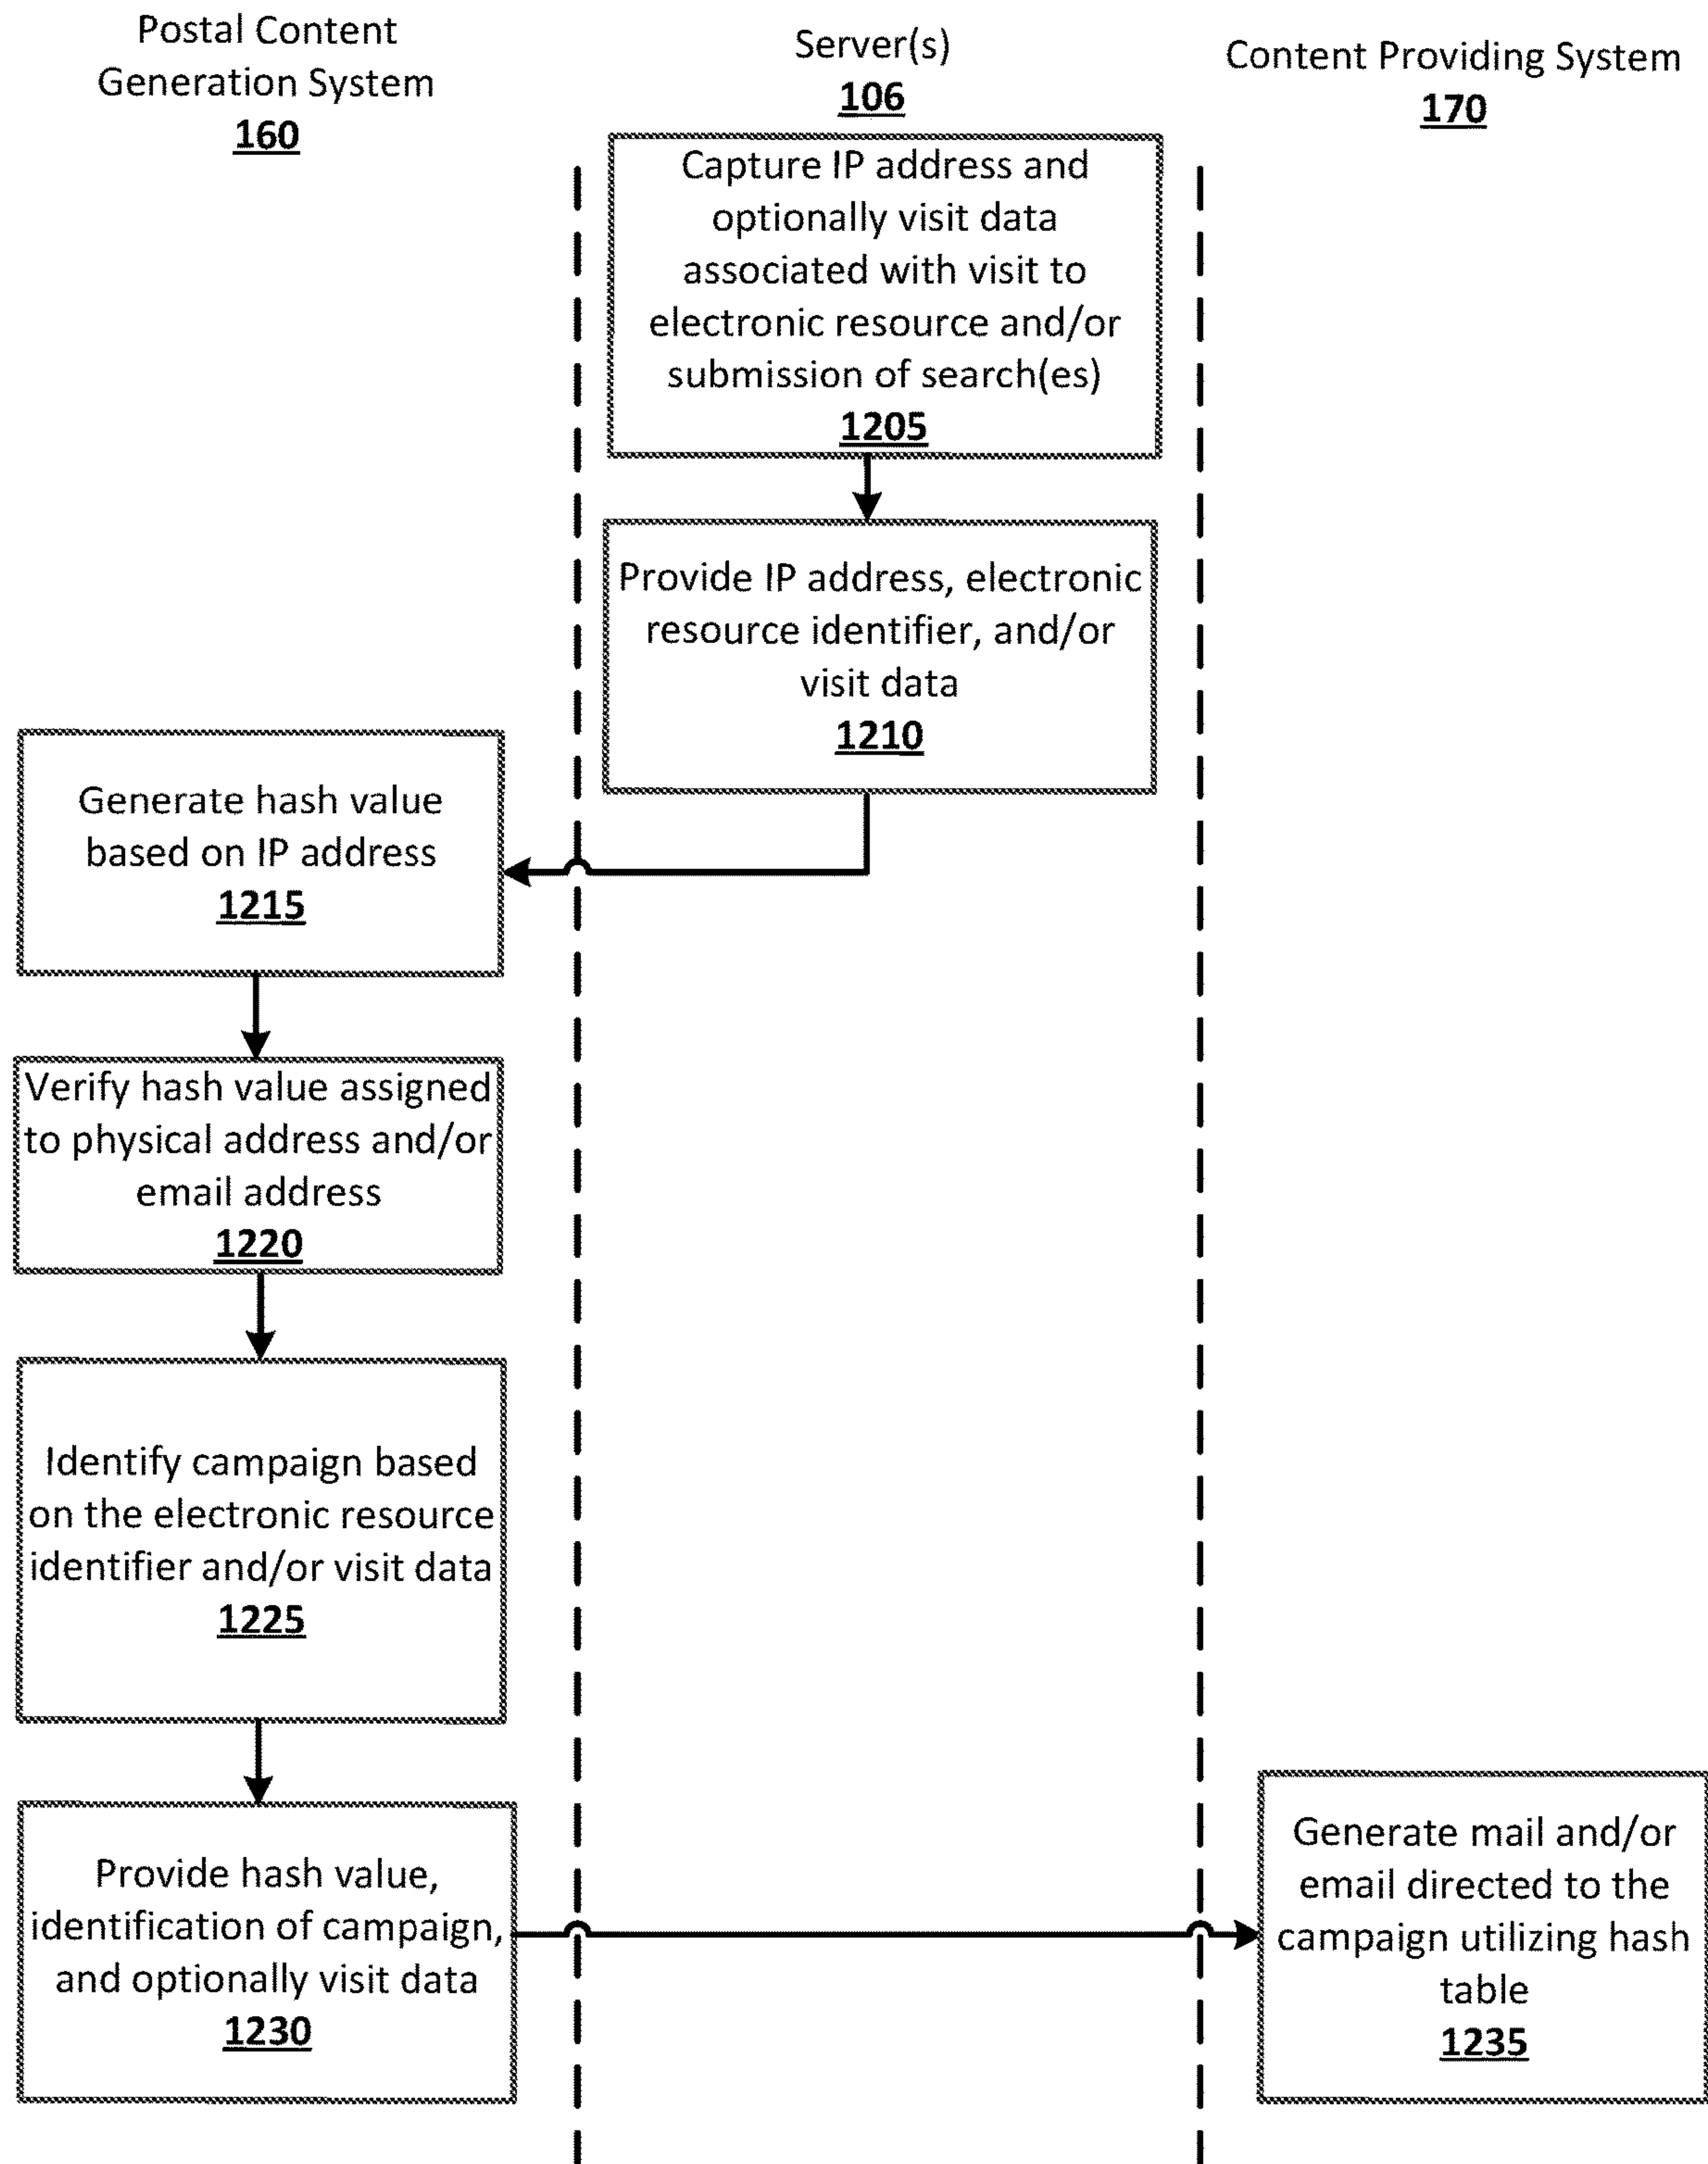 Postal Content
Generation System
160
Server(s)
106
Content Providing System
170
Capture IP address and
optionally visit data
associated with visit to
electronic resource and/or
submission of search(es)
1205
Provide IP address, electronic
resource identifier, and/or
visit data
1210
Generate hash value
based on IP address
1215
Verify hash value assigned
to physical address and/or
email address
1220
Identify campaign based
on the electronic resource
identifier and/or visit data
1225
Provide hash value,
identification of campaign,
and optionally visit data
1230
Generate mail and/or
email directed to the
campaign utilizing hash
table
1235